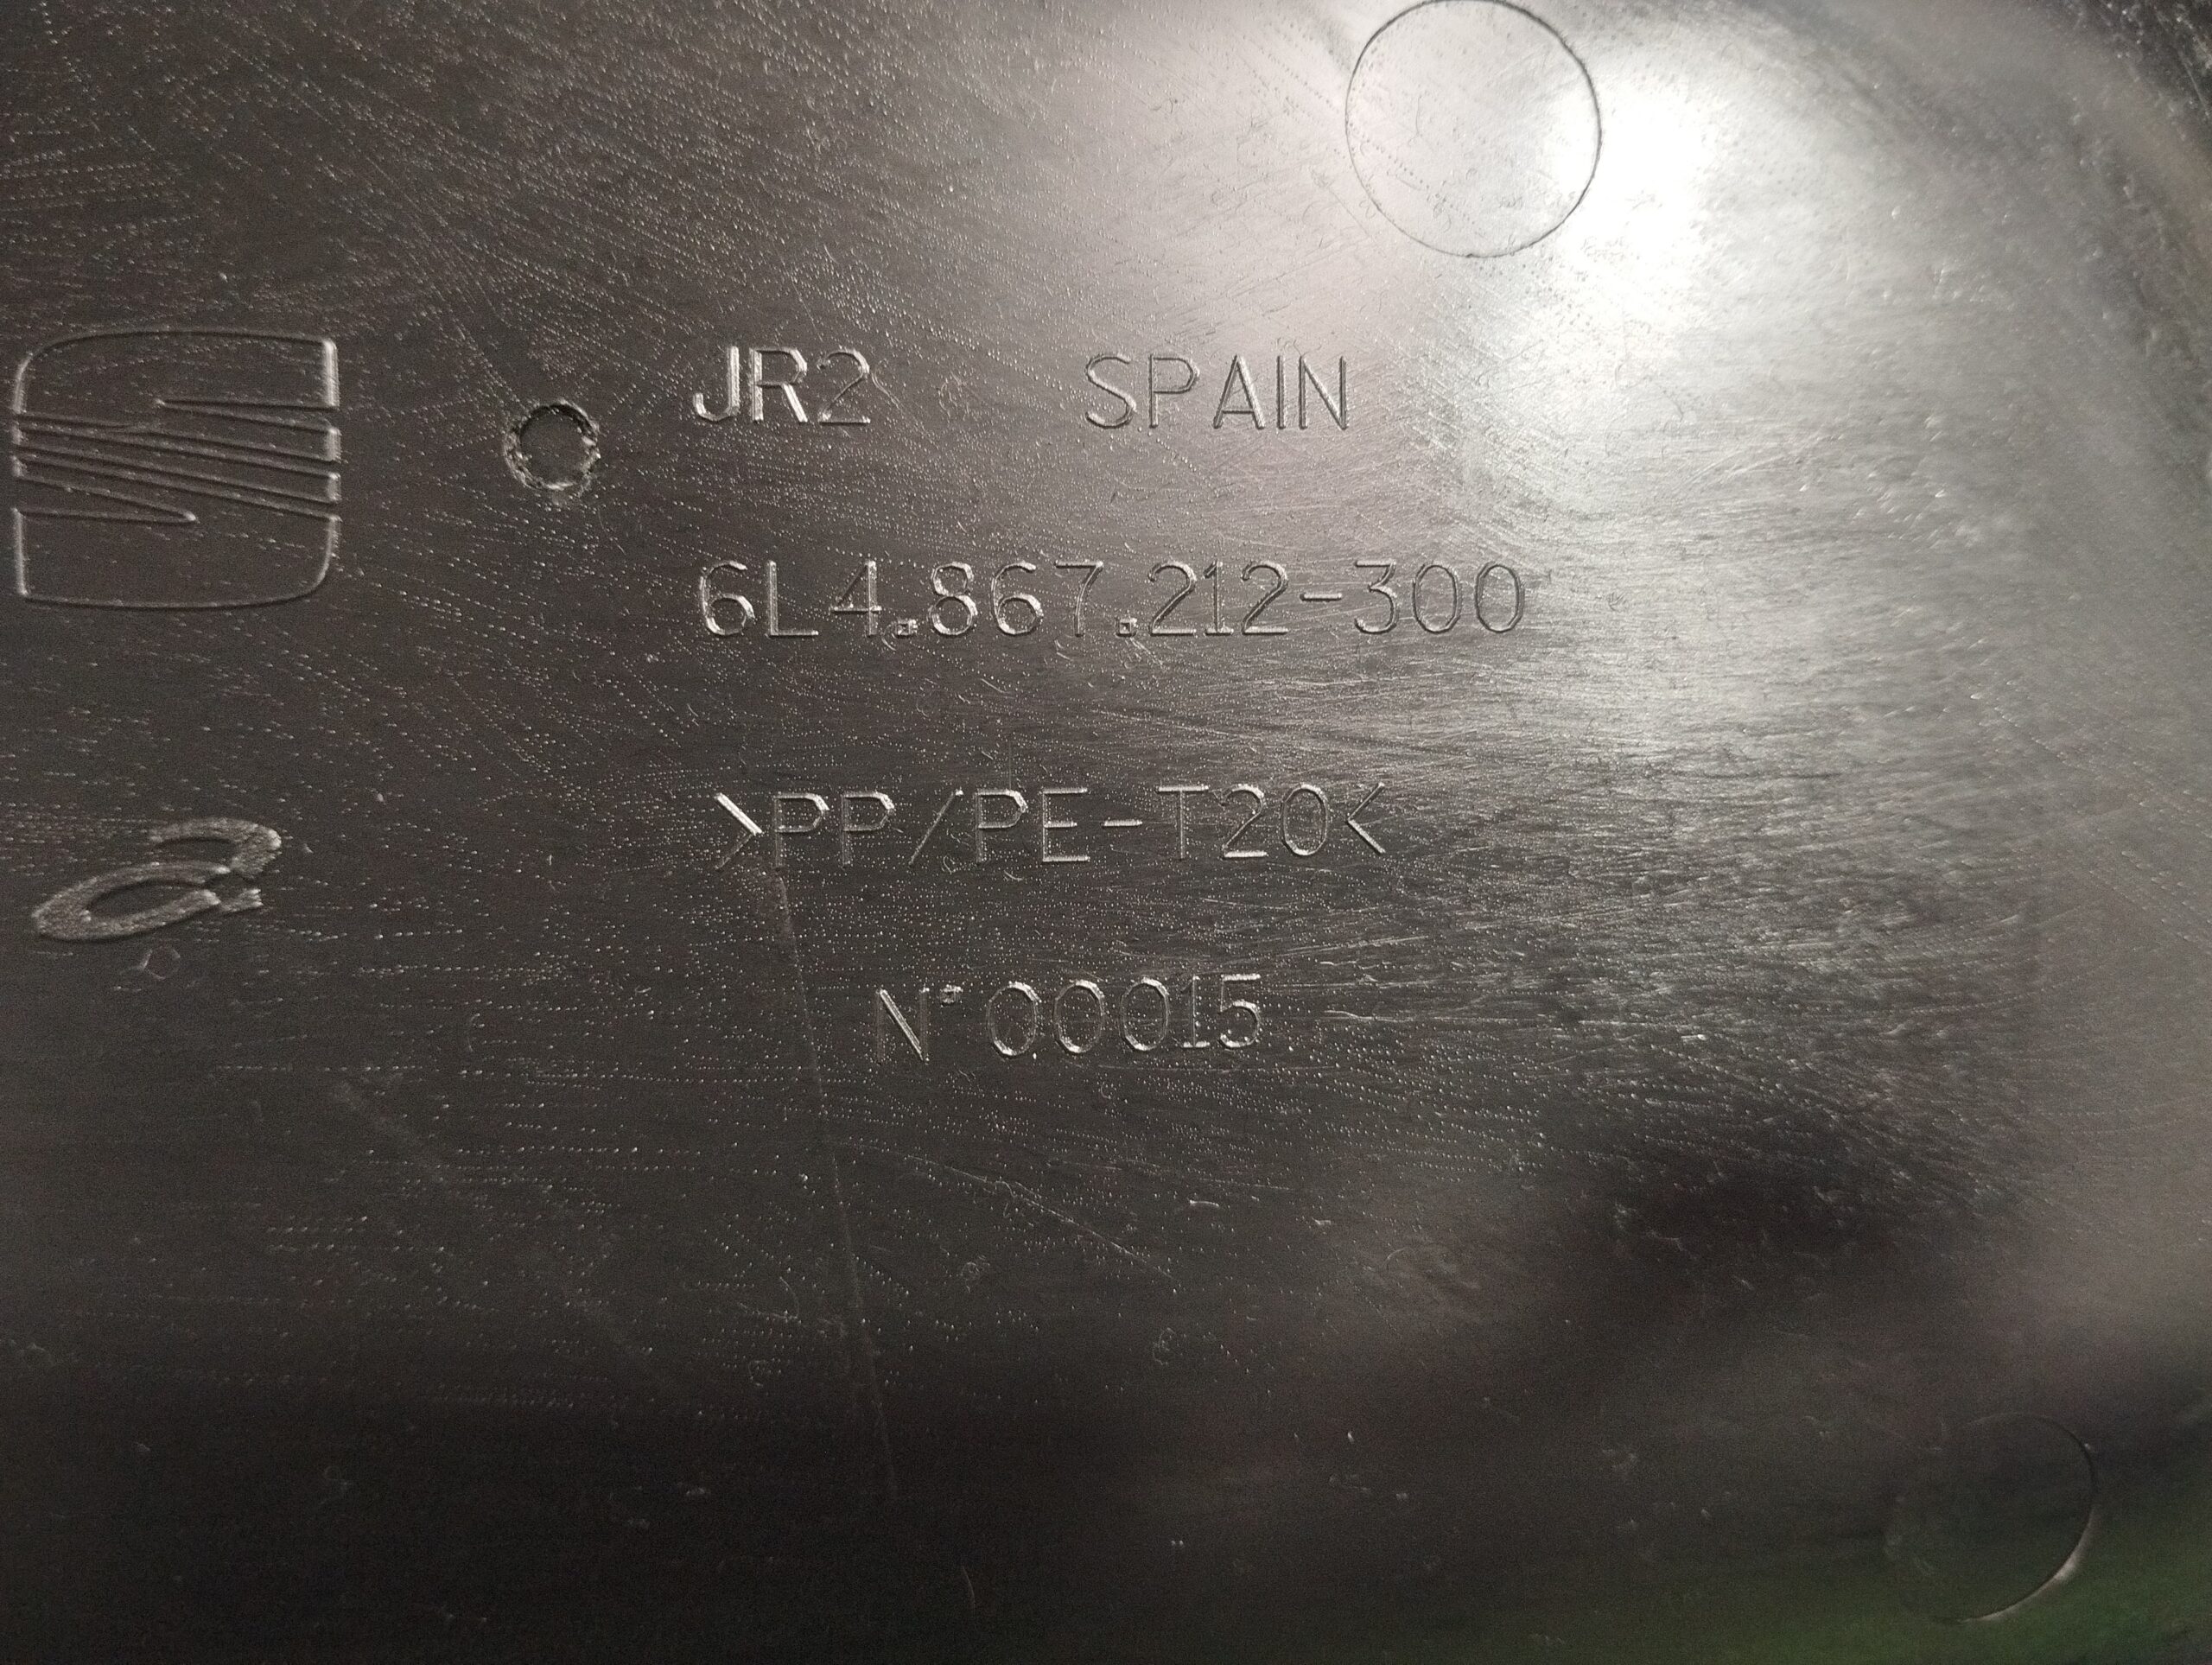 JR2 SPAIN
6L4.867.212-300
>PP/PE-T20<
N°00015